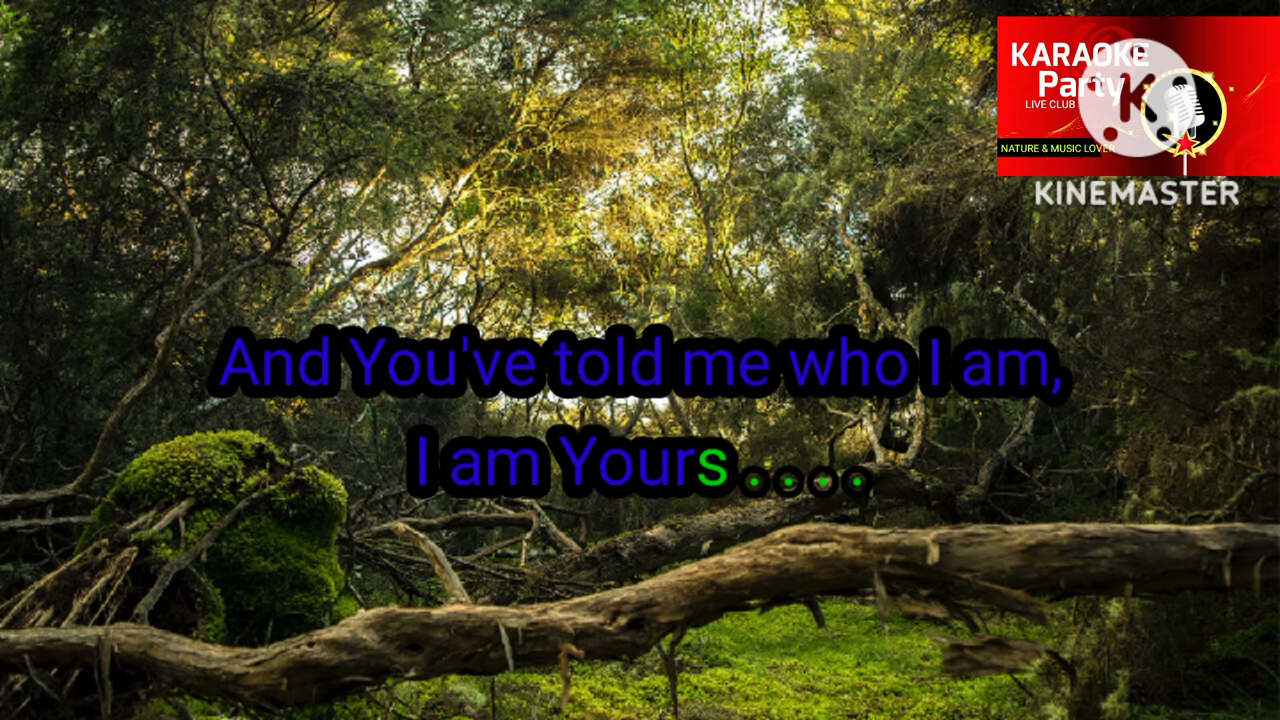 KARAOKE
Party
LIVE CLUB
K
NATURE & MUSIC LOVER
KINEMASTER
And You've told me who I am,
I am Yours....